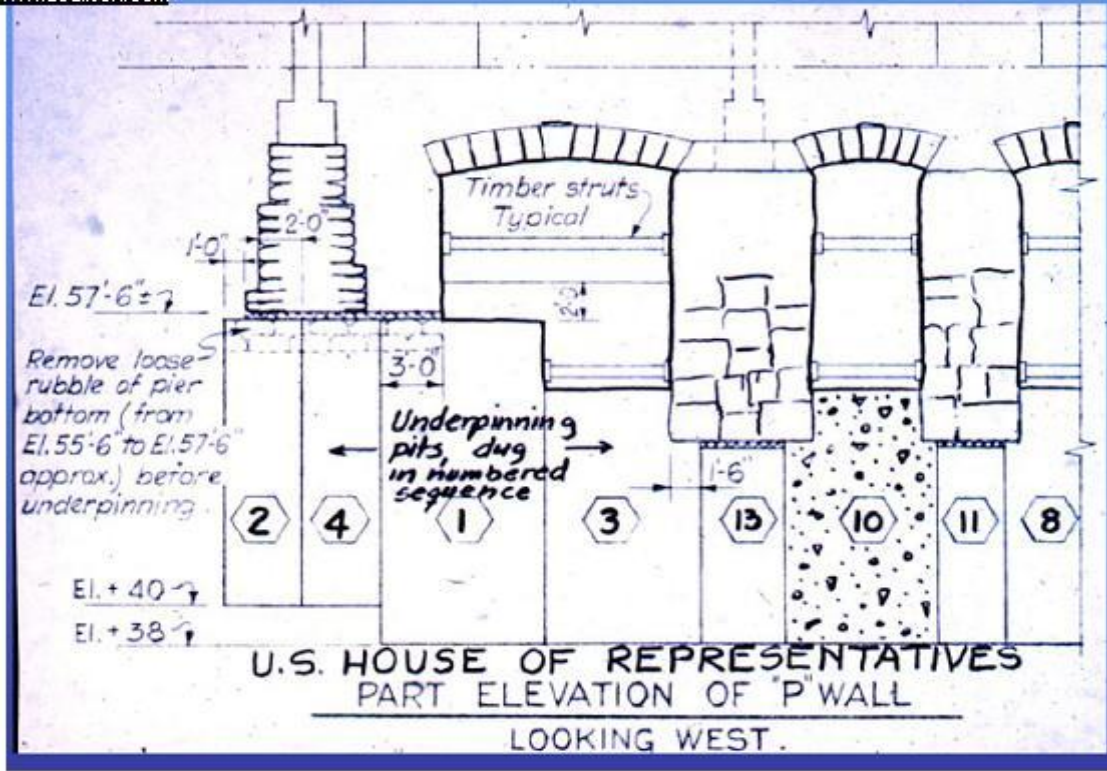 Timber struts
Typical
2'-0"
1'-0"
El. 57'-6"±
2'-0"
Remove loose
rubble of pier
bottom (from
El.55'-6" to El.57'-6"
approx.) before
underpinning.
3'-0"
Underpinning
pits, dug
in numbered
sequence
1'-6"
2 4 1 3 13 10 11 8
El. + 40
El. + 38
U.S. HOUSE OF REPRESENTATIVES
PART ELEVATION OF "P" WALL
LOOKING WEST.